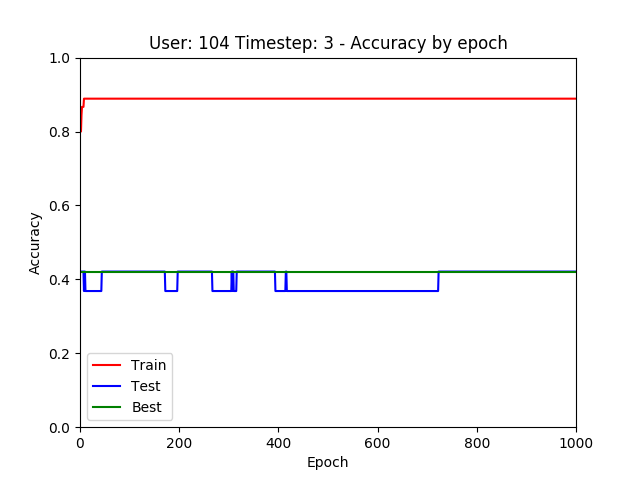 User: 104 Timestep: 3 - Accuracy by epoch
1.0
0.8
0.6
0.4
0.2
0.0
Accuracy
Train
Test
Best
0 200 400 600 800 1000
Epoch